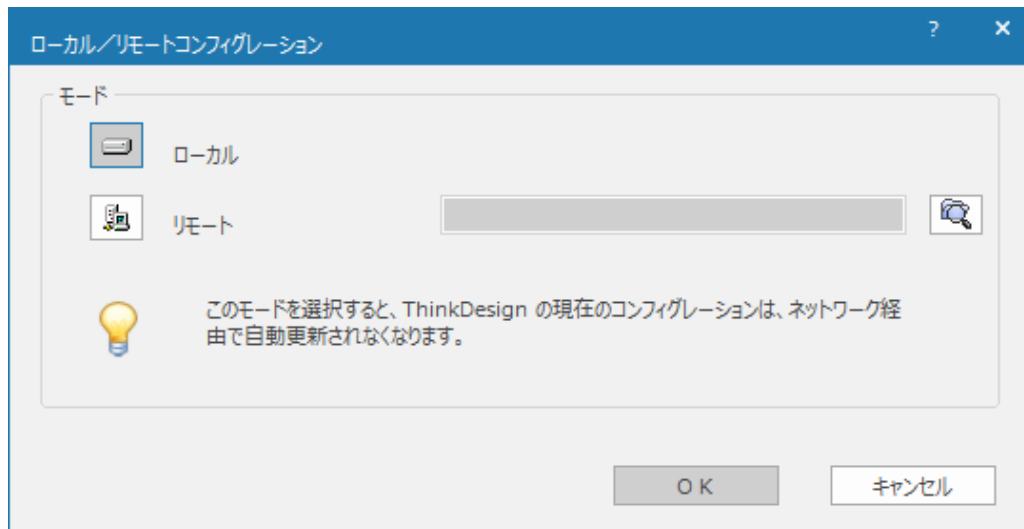 ローカル／リモートコンフィグレーション
モード
ローカル
リモート
このモードを選択すると、ThinkDesign の現在のコンフィグレーションは、ネットワーク経
由で自動更新されなくなります。
OK
キャンセル